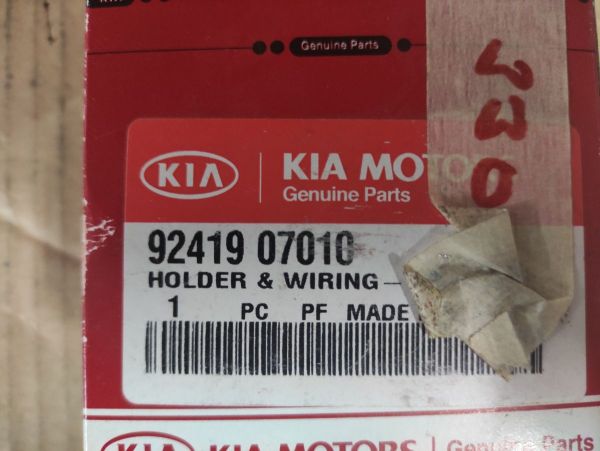 Genuine Parts
KIA
KIA MOTO
Genuine Parts
92419 07010
HOLDER & WIRING -
1 PC PF MADE
KIA
KIA MOTORS
Genuine Parts